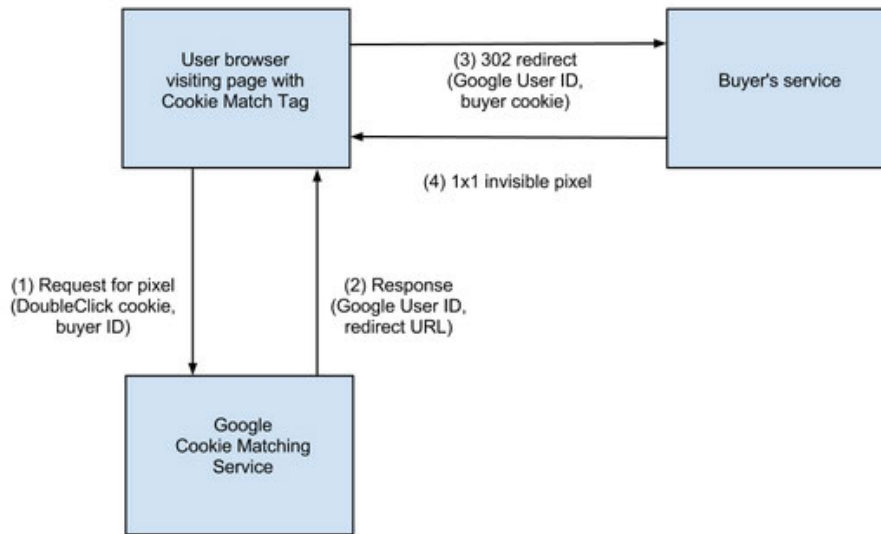 User browser
visiting page with
Cookie Match Tag
(3) 302 redirect
(Google User ID,
buyer cookie)
Buyer's service
(4) 1x1 invisible pixel
(1) Request for pixel
(DoubleClick cookie,
buyer ID)
(2) Response
(Google User ID,
redirect URL)
Google
Cookie Matching
Service